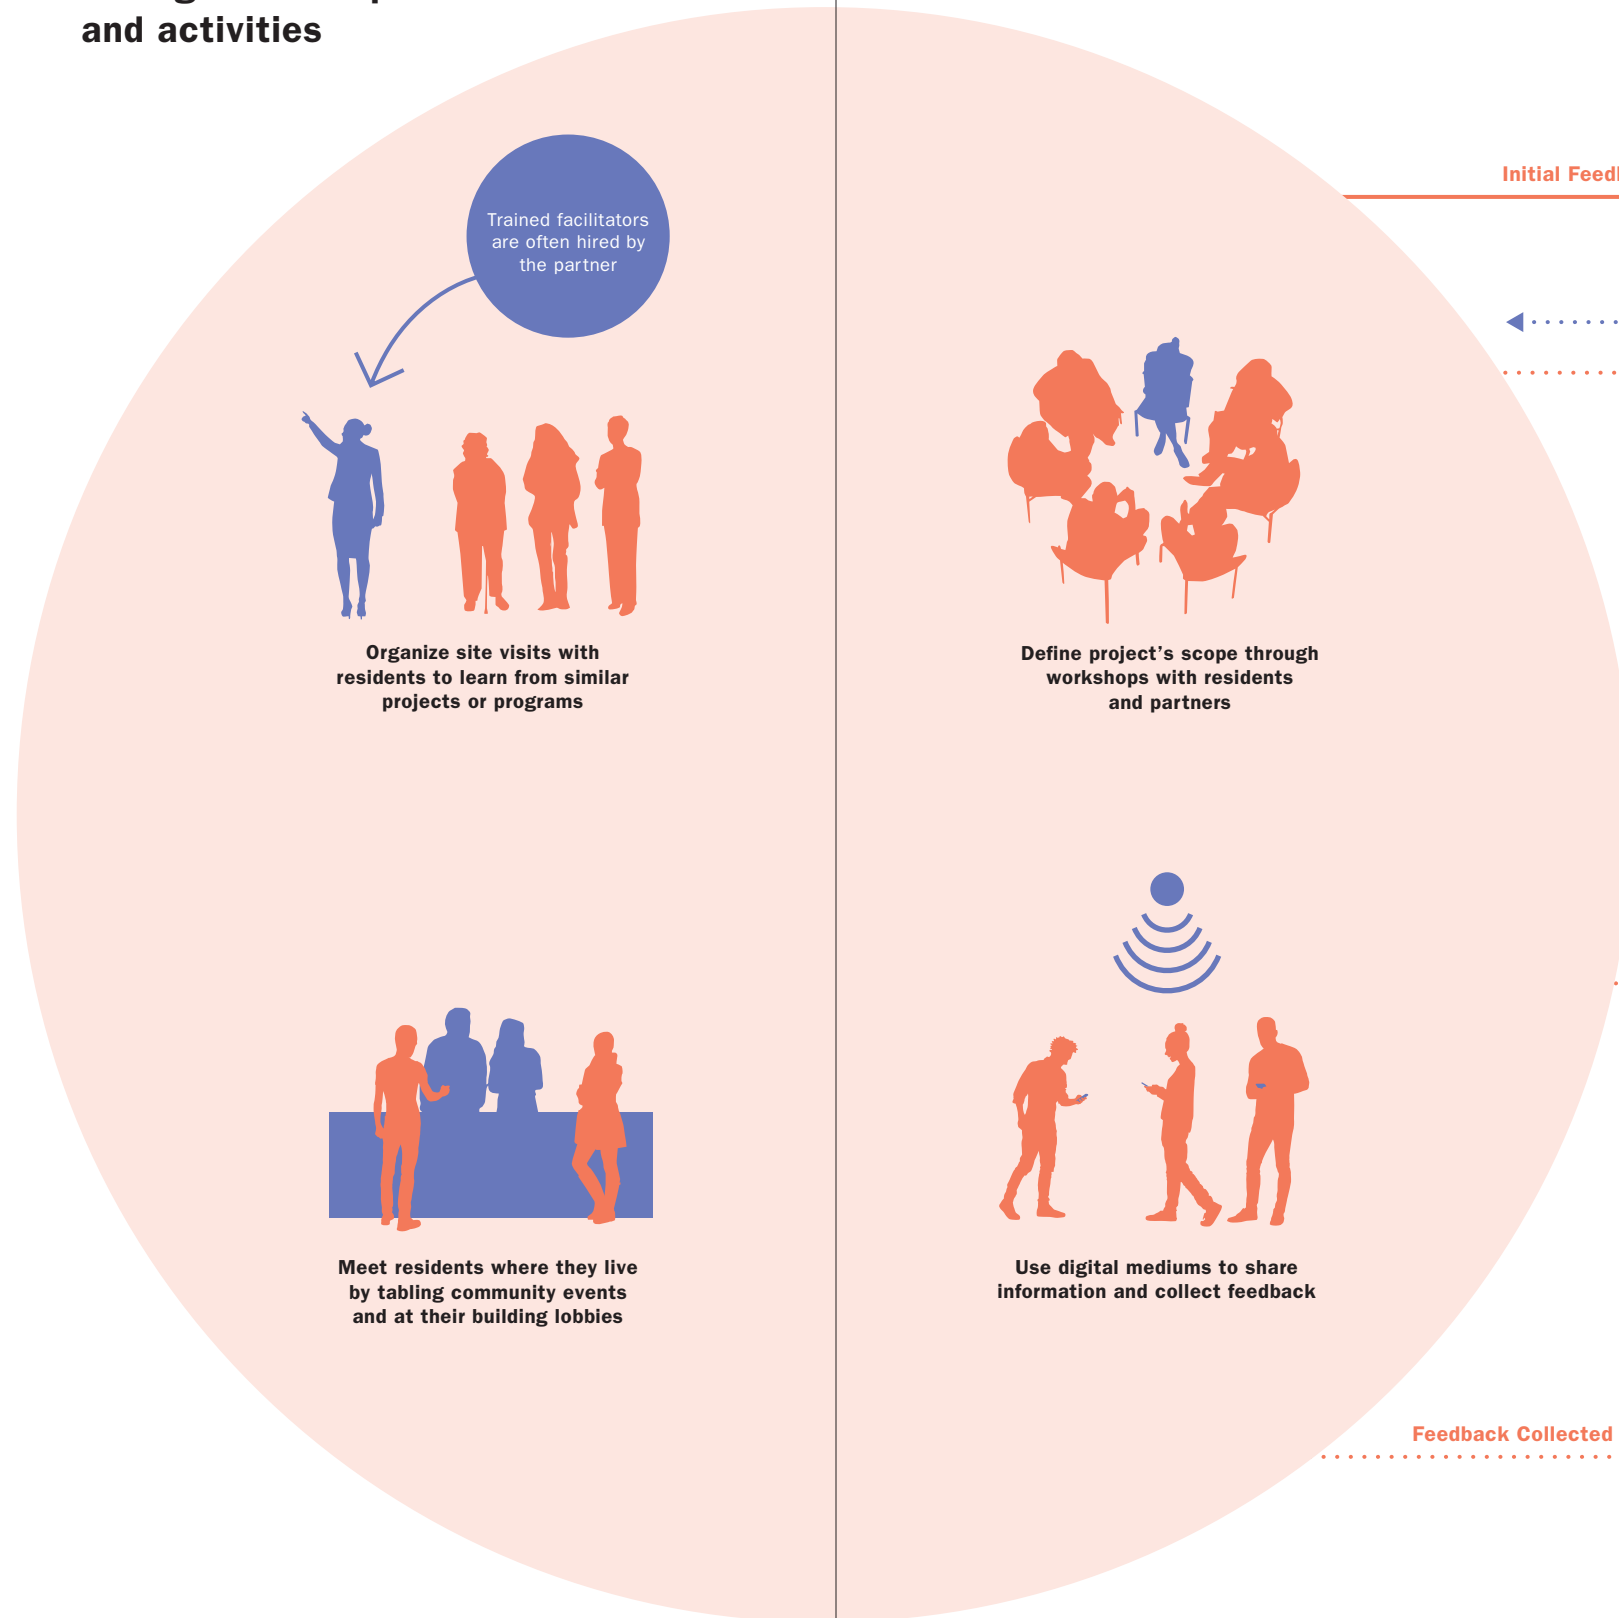 and activities
Trained facilitators
are often hired by
the partner
Initial
Organize site visits with
residents to learn from similar
projects or programs
Define project’s scope through
workshops with residents
and partners
Meet residents where they live
by tabling community events
and at their building lobbies
Use digital mediums to share
information and collect feedback
Feedback Collected